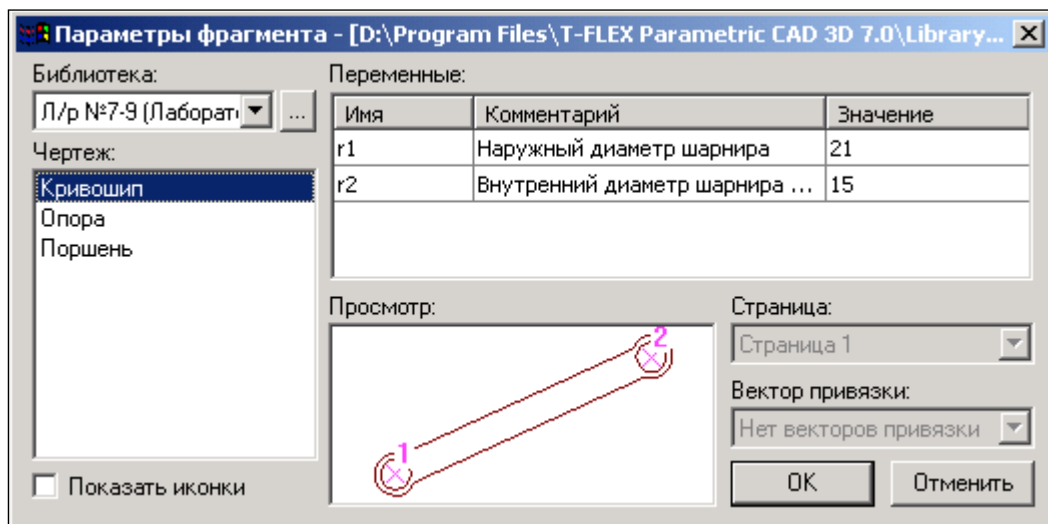 Параметры фрагмента - [D:\Program Files\T-FLEX Parametric CAD 3D 7.0\Library...
Библиотека:
Л/р №7-9 (Лаборат
...
Чертеж:
Кривошип
Опора
Поршень
Показать иконки
Переменные:
Имя Комментарий Значение
r1 Наружный диаметр шарнира 21
r2 Внутренний диаметр шарнира ... 15
Просмотр:
2
1
Страница:
Страница 1
Вектор привязки:
Нет векторов привязки
OK Отменить